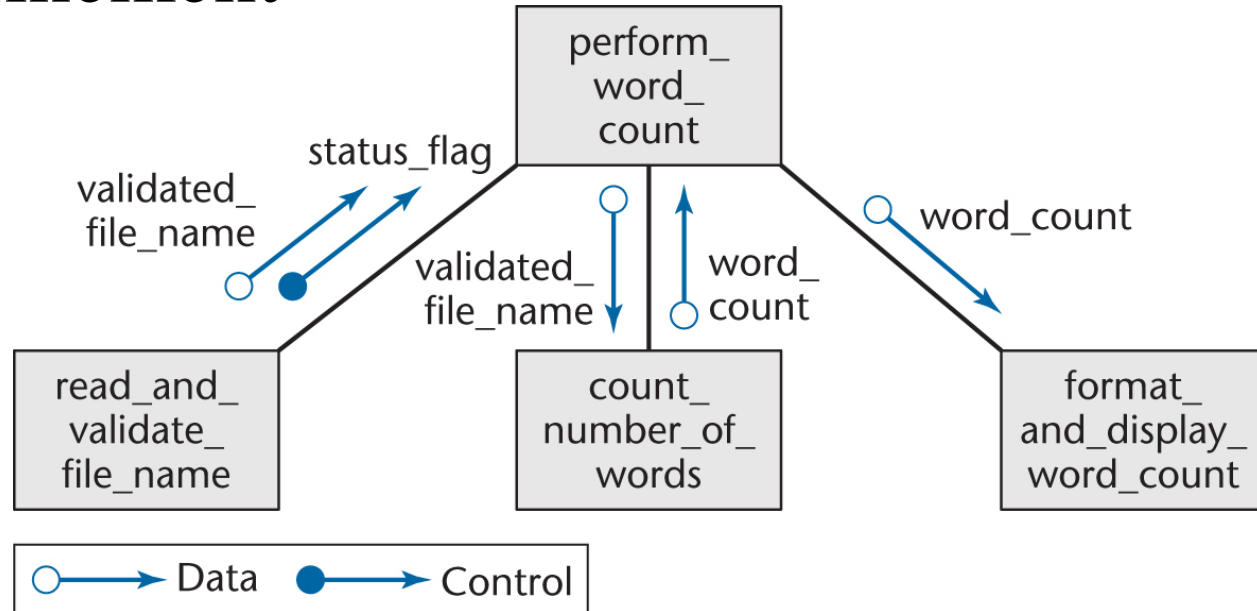 perform_
word_
count
status_flag
validated_
file_name
validated_
file_name
word_
count
word_count
read_and_
validate_
file_name
count_
number_of_
words
format_
and_display_
word_count
Data
Control